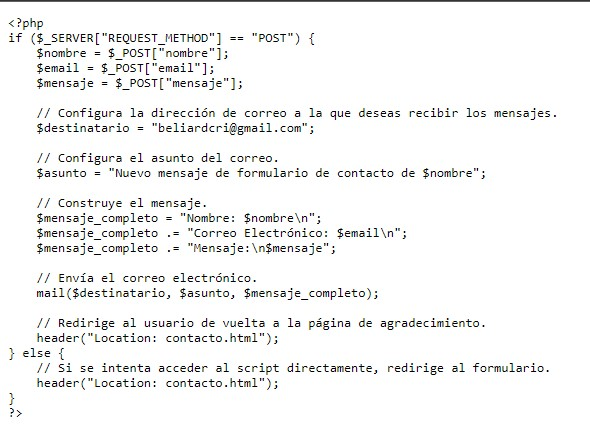 <?php
if ($_SERVER["REQUEST_METHOD"] == "POST") {
    $nombre = $_POST["nombre"];
    $email = $_POST["email"];
    $mensaje = $_POST["mensaje"];

    // Configura la dirección de correo a la que deseas recibir los mensajes.
    $destinatario = "beliardcri@gmail.com";

    // Configura el asunto del correo.
    $asunto = "Nuevo mensaje de formulario de contacto de $nombre";

    // Construye el mensaje.
    $mensaje_completo = "Nombre: $nombre\n";
    $mensaje_completo .= "Correo Electrónico: $email\n";
    $mensaje_completo .= "Mensaje:\n$mensaje";

    // Envía el correo electrónico.
    mail($destinatario, $asunto, $mensaje_completo);

    // Redirige al usuario de vuelta a la página de agradecimiento.
    header("Location: contacto.html");
} else {
    // Si se intenta acceder al script directamente, redirige al formulario.
    header("Location: contacto.html");
}
?>